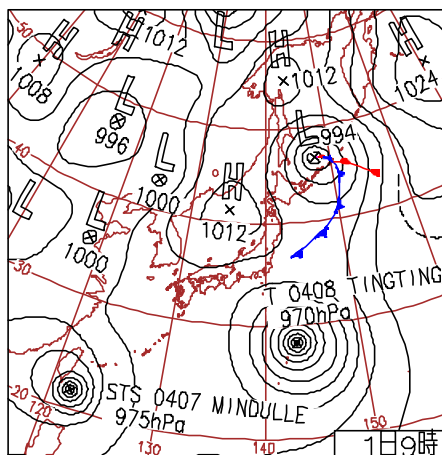 50
H
1008
H
1012
L
H
1012
H
1024
L
996
L
994
40
L
1000
H
1012
L
L
1000
30
T 0408 TINGTING
970hPa
20
120
STS 0407 MINDULLE
975hPa
130
140
150
1日9時